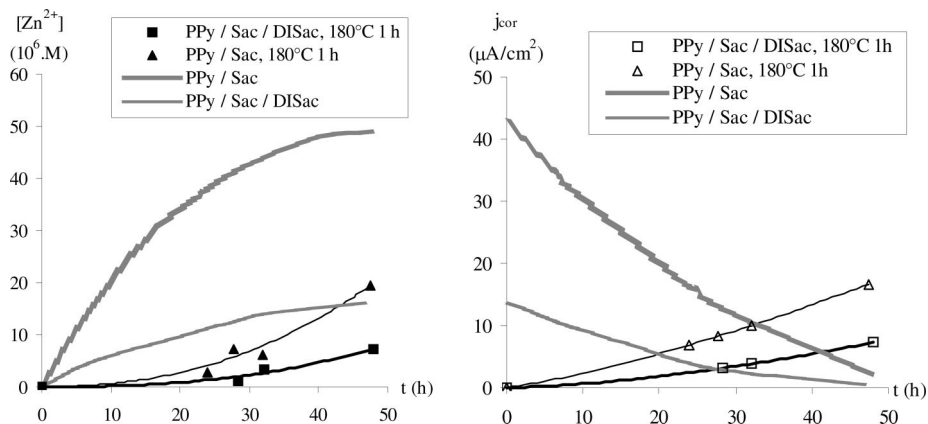 [Zn²⁺]
(10⁶.M)
PPy / Sac / DISac, 180°C 1 h
PPy / Sac, 180°C 1 h
PPy / Sac
PPy / Sac / DISac
60
50
40
30
20
10
0
0
10
20
30
40
50
t (h)
jcor
(μA/cm²)
PPy / Sac / DISac, 180°C 1h
PPy / Sac, 180°C 1h
PPy / Sac
PPy / Sac / DISac
50
40
30
20
10
0
0
10
20
30
40
50
t (h)